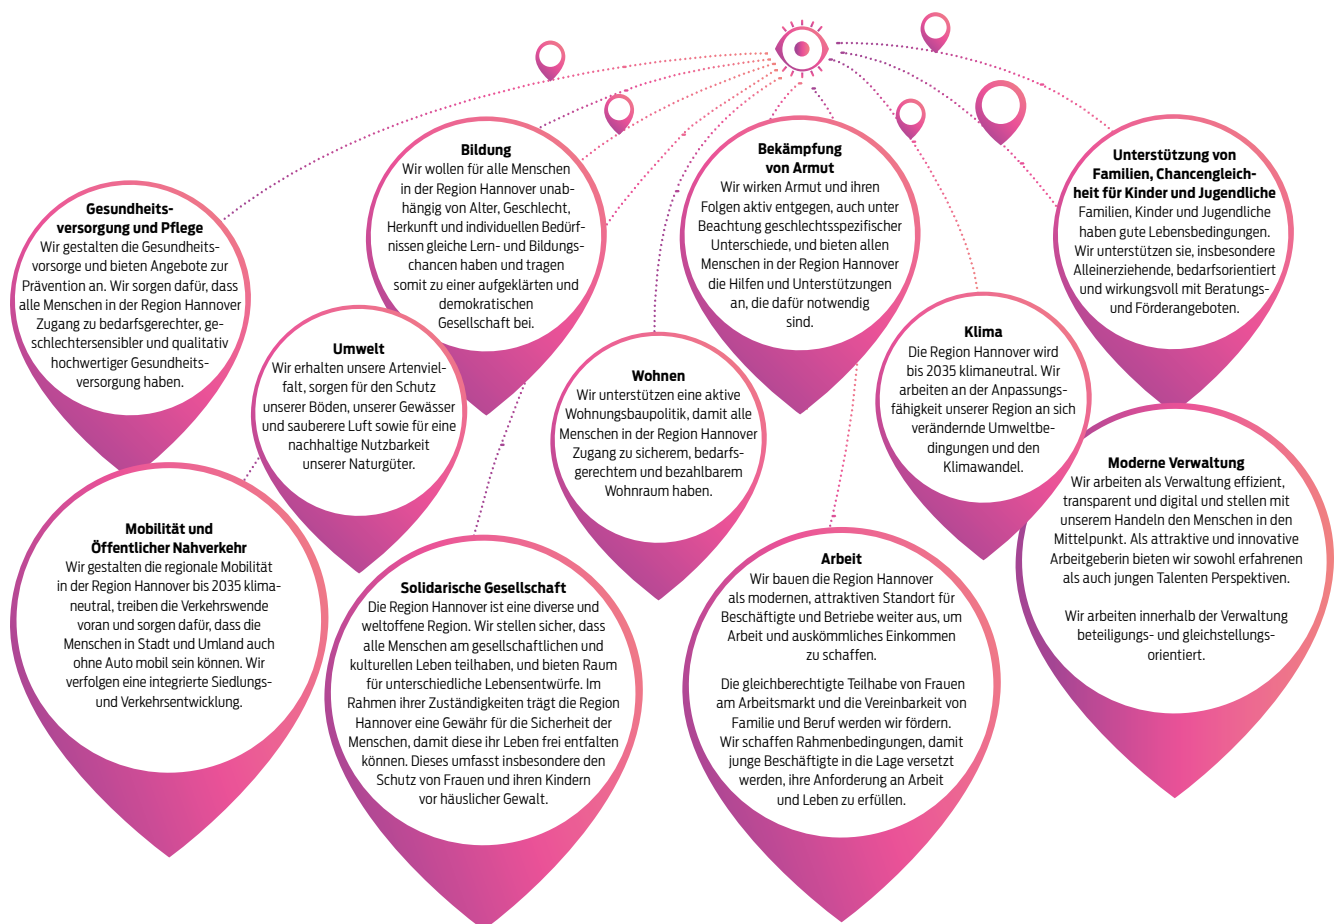 Gesundheits-
versorgung und Pflege
Wir gestalten die Gesundheits-
vorsorge und bieten Angebote zur
Prävention an. Wir sorgen dafür, dass
alle Menschen in der Region Hannover
Zugang zu bedarfsgerechter, ge-
schlechtersensibler und qualitativ
hochwertiger Gesundheits-
versorgung haben.
Bildung
Wir wollen für alle Menschen
in der Region Hannover unab-
hängig von Alter, Geschlecht,
Herkunft und individuellen Bedürf-
nissen gleiche Lern- und Bildungs-
chancen haben und tragen
somit zu einer aufgeklärten und
demokratischen
Gesellschaft bei.
Bekämpfung
von Armut
Wir wirken Armut und ihren
Folgen aktiv entgegen, auch unter
Beachtung geschlechtsspezifischer
Unterschiede, und bieten allen
Menschen in der Region Hannover
die Hilfen und Unterstützungen
an, die dafür notwendig
sind.
Unterstützung von
Familien, Chancengleich-
heit für Kinder und Jugendliche
Familien, Kinder und Jugendliche
haben gute Lebensbedingungen.
Wir unterstützen sie, insbesondere
Alleinerziehende, bedarfsorientiert
und wirkungsvoll mit Beratungs-
und Förderangeboten.
Umwelt
Wir erhalten unsere Artenviel-
falt, sorgen für den Schutz
unserer Böden, unserer Gewässer
und sauberere Luft sowie für eine
nachhaltige Nutzbarkeit
unserer Naturgüter.
Wohnen
Wir unterstützen eine aktive
Wohnungsbaupolitik, damit alle
Menschen in der Region Hannover
Zugang zu sicherem, bedarfs-
gerechtem und bezahlbarem
Wohnraum haben.
Klima
Die Region Hannover wird
bis 2035 klimaneutral. Wir
arbeiten an der Anpassungs-
fähigkeit unserer Region an sich
verändernde Umweltbe-
dingungen und den
Klimawandel.
Moderne Verwaltung
Wir arbeiten als Verwaltung effizient,
transparent und digital und stellen mit
unserem Handeln den Menschen in den
Mittelpunkt. Als attraktive und innovative
Arbeitgeberin bieten wir sowohl erfahrenen
als auch jungen Talenten Perspektiven.
Wir arbeiten innerhalb der Verwaltung
beteiligungs- und gleichstellungs-
orientiert.
Mobilität und
Öffentlicher Nahverkehr
Wir gestalten die regionale Mobilität
in der Region Hannover bis 2035 klima-
neutral, treiben die Verkehrswende
voran und sorgen dafür, dass die
Menschen in Stadt und Umland auch
ohne Auto mobil sein können. Wir
verfolgen eine integrierte Siedlungs-
und Verkehrsentwicklung.
Solidarische Gesellschaft
Die Region Hannover ist eine diverse und
weltoffene Region. Wir stellen sicher, dass
alle Menschen am gesellschaftlichen und
kulturellen Leben teilhaben, und bieten Raum
für unterschiedliche Lebensentwürfe. Im
Rahmen ihrer Zuständigkeiten trägt die Region
Hannover eine Gewähr für die Sicherheit der
Menschen, damit diese ihr Leben frei entfalten
können. Dieses umfasst insbesondere den
Schutz von Frauen und ihren Kindern
vor häuslicher Gewalt.
Arbeit
Wir bauen die Region Hannover
als modernen, attraktiven Standort für
Beschäftigte und Betriebe weiter aus, um
Arbeit und auskömmliches Einkommen
zu schaffen.
Die gleichberechtigte Teilhabe von Frauen
am Arbeitsmarkt und die Vereinbarkeit von
Familie und Beruf werden wir fördern.
Wir schaffen Rahmenbedingungen, damit
junge Beschäftigte in die Lage versetzt
werden, ihre Anforderung an Arbeit
und Leben zu erfüllen.